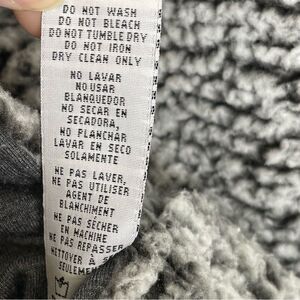 DO NOT WASH
DO NOT BLEACH
DO NOT TUMBLE DRY
DO NOT IRON
DRY CLEAN ONLY
NO LAVAR
NO USAR
BLANQUEDOR
NO SECAR EN
SECADORA,
NO PLANCHAR
LAVAR EN SECO
SOLAMENTE
NE PAS LAVER,
NE PAS UTILISER
AGENT DE
BLANCHIMENT
NE PAS SÉCHER
EN MACHINE
NE PAS REPASSER
NETTOYER À S
SEULEMEN